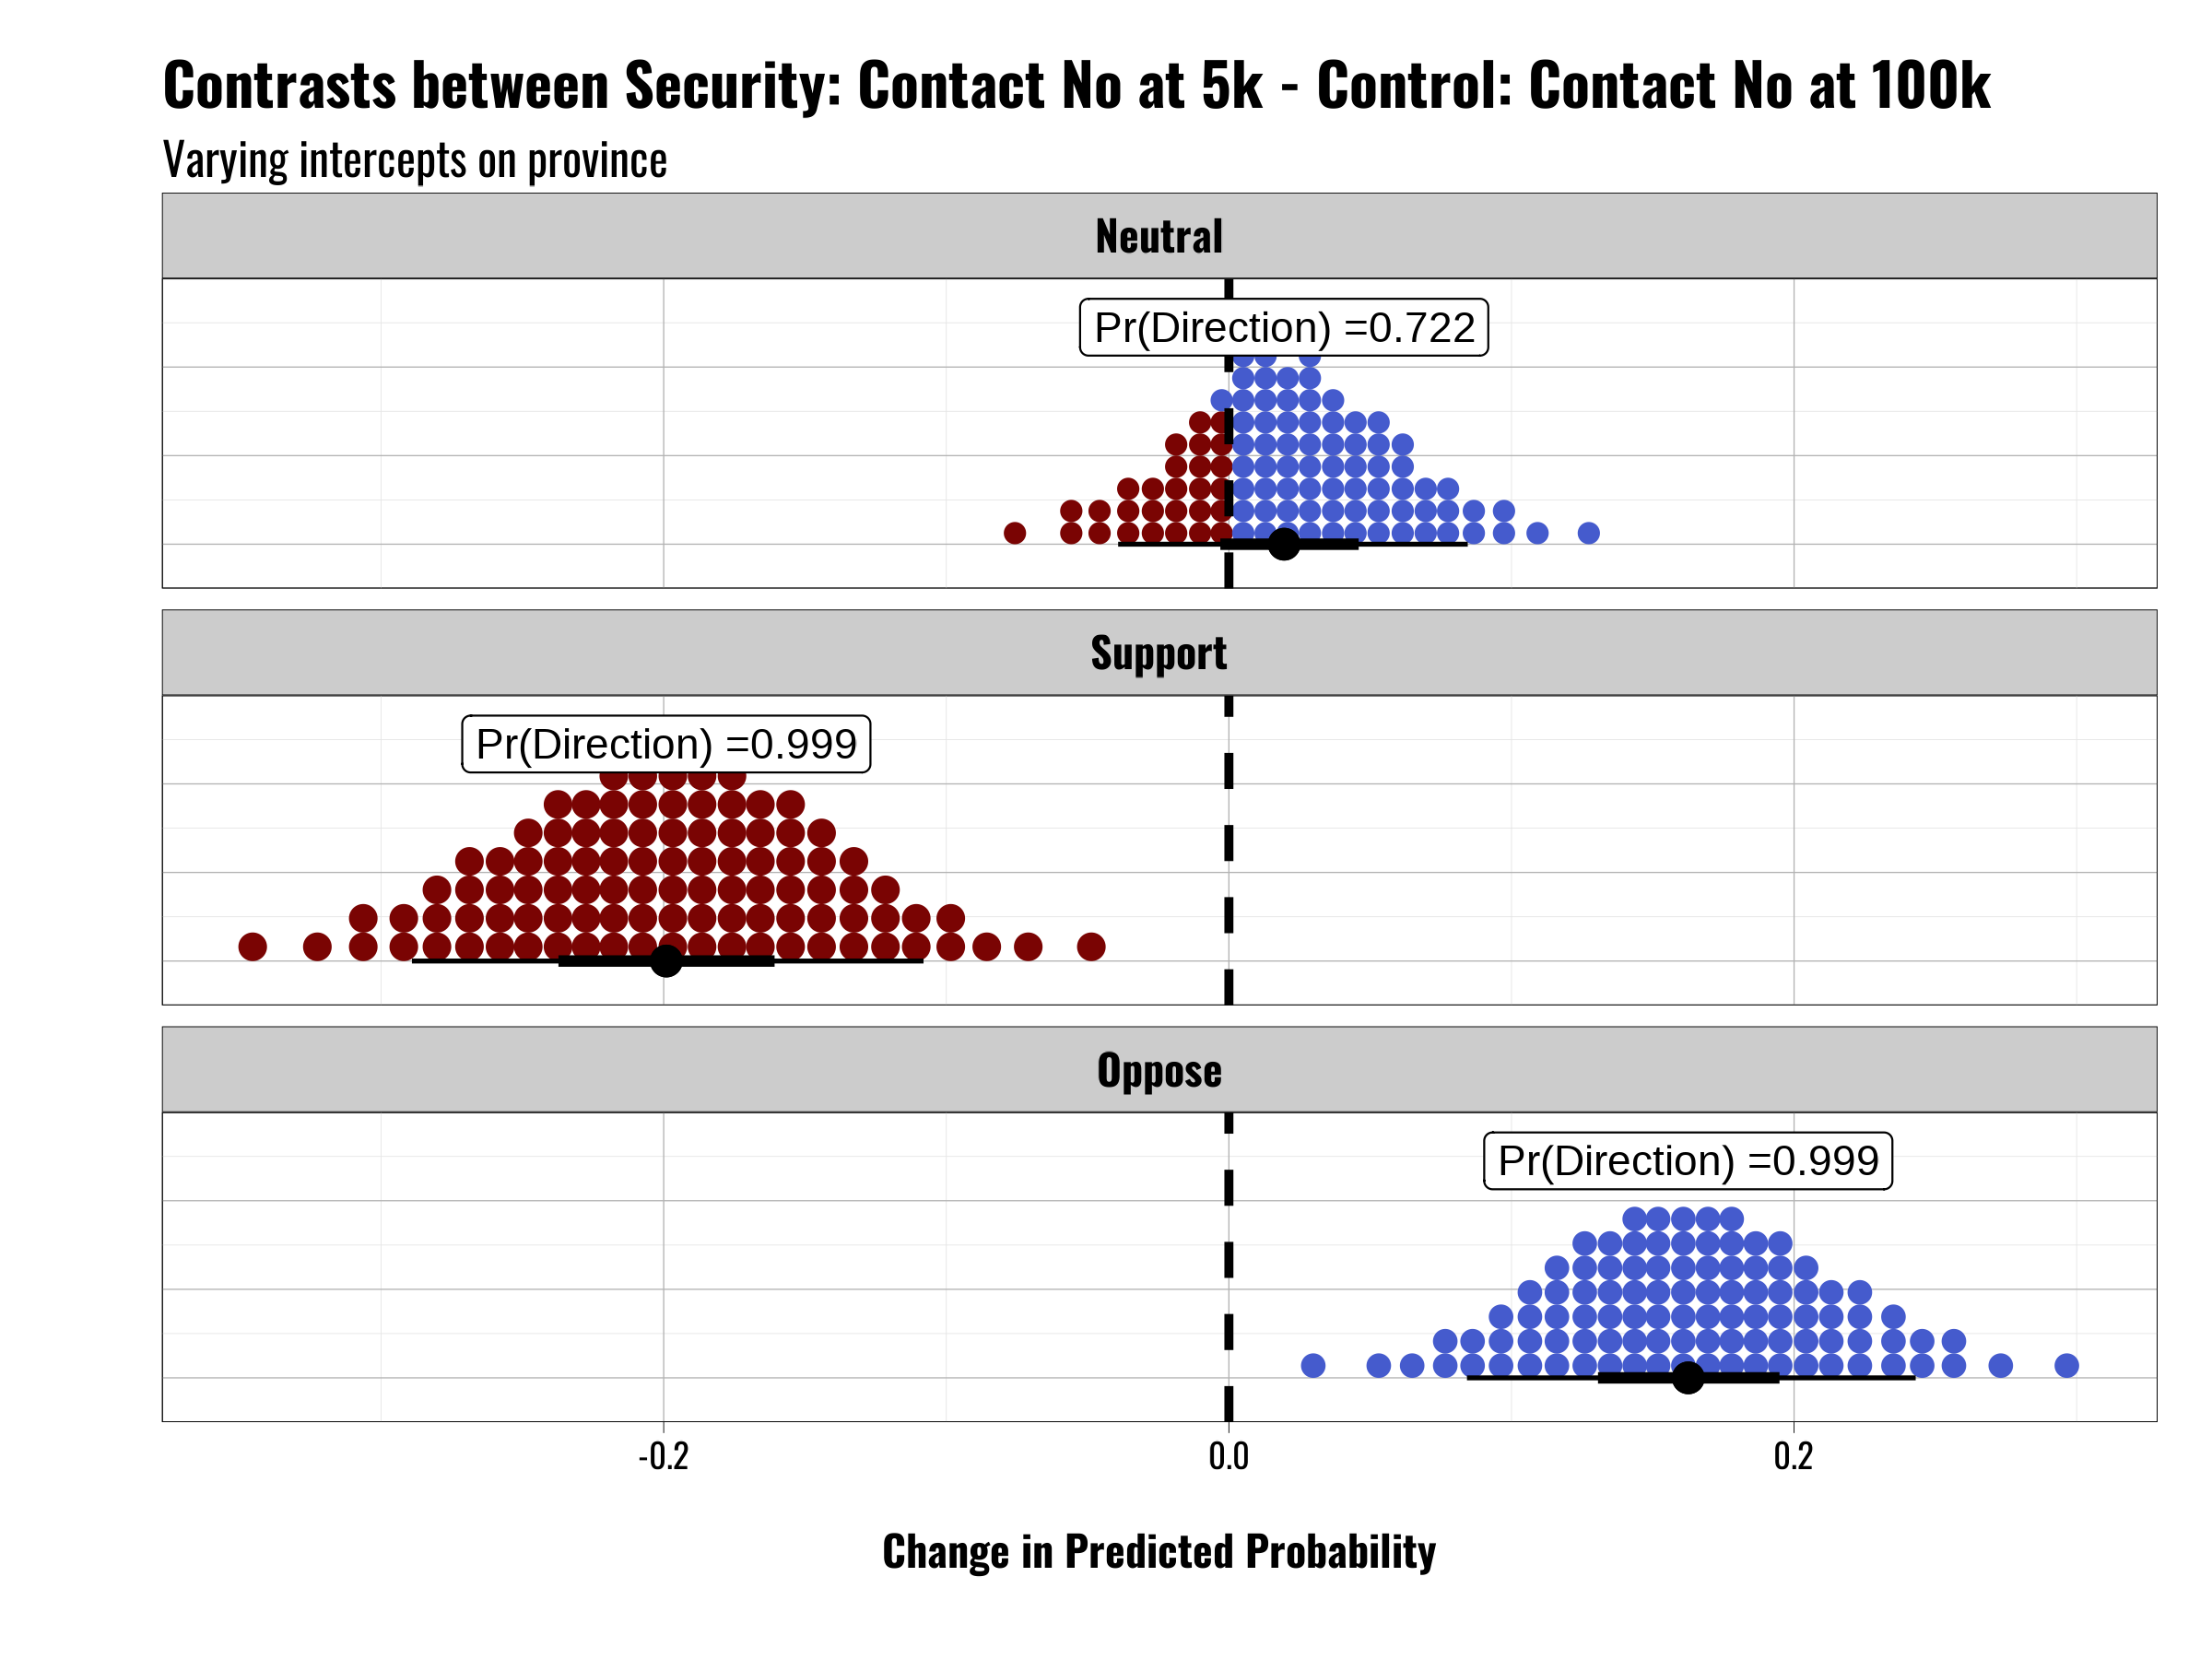 Contrasts between Security: Contact No at 5k - Control: Contact No at 100k
Varying intercepts on province
Neutral
Pr(Direction) =0.722
Support
Pr(Direction) =0.999
Oppose
Pr(Direction) =0.999
-0.2 0.0 0.2
Change in Predicted Probability